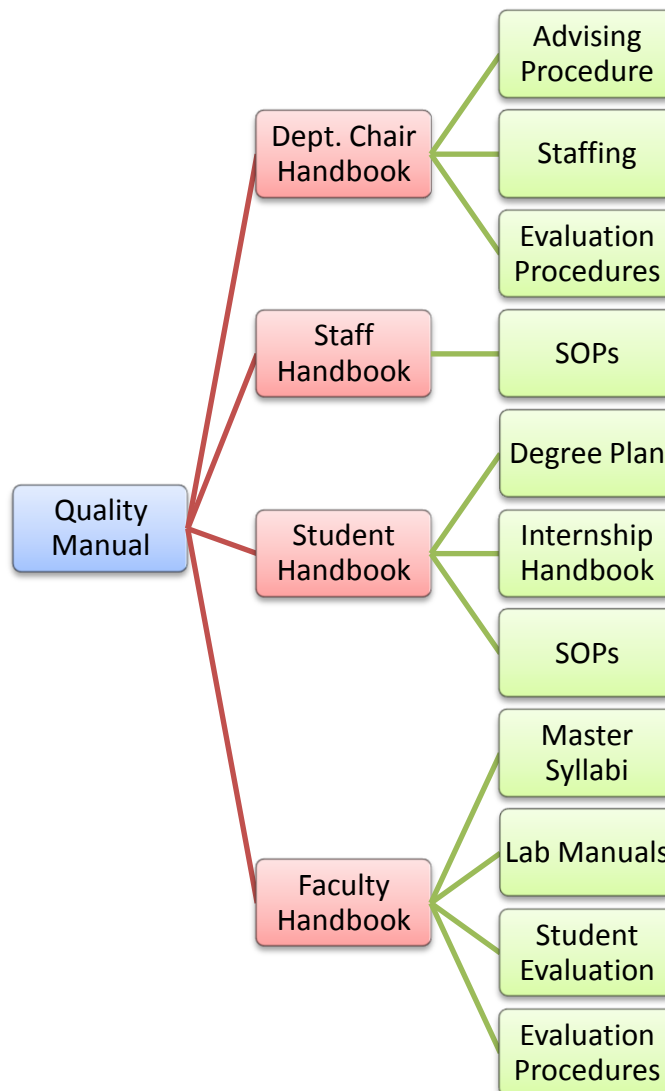 Advising
Procedure
Dept. Chair
Handbook
Staffing
Evaluation
Procedures
Staff
Handbook
SOPs
Degree Plan
Quality
Manual
Student
Handbook
Internship
Handbook
SOPs
Master
Syllabi
Lab Manuals
Faculty
Handbook
Student
Evaluation
Evaluation
Procedures